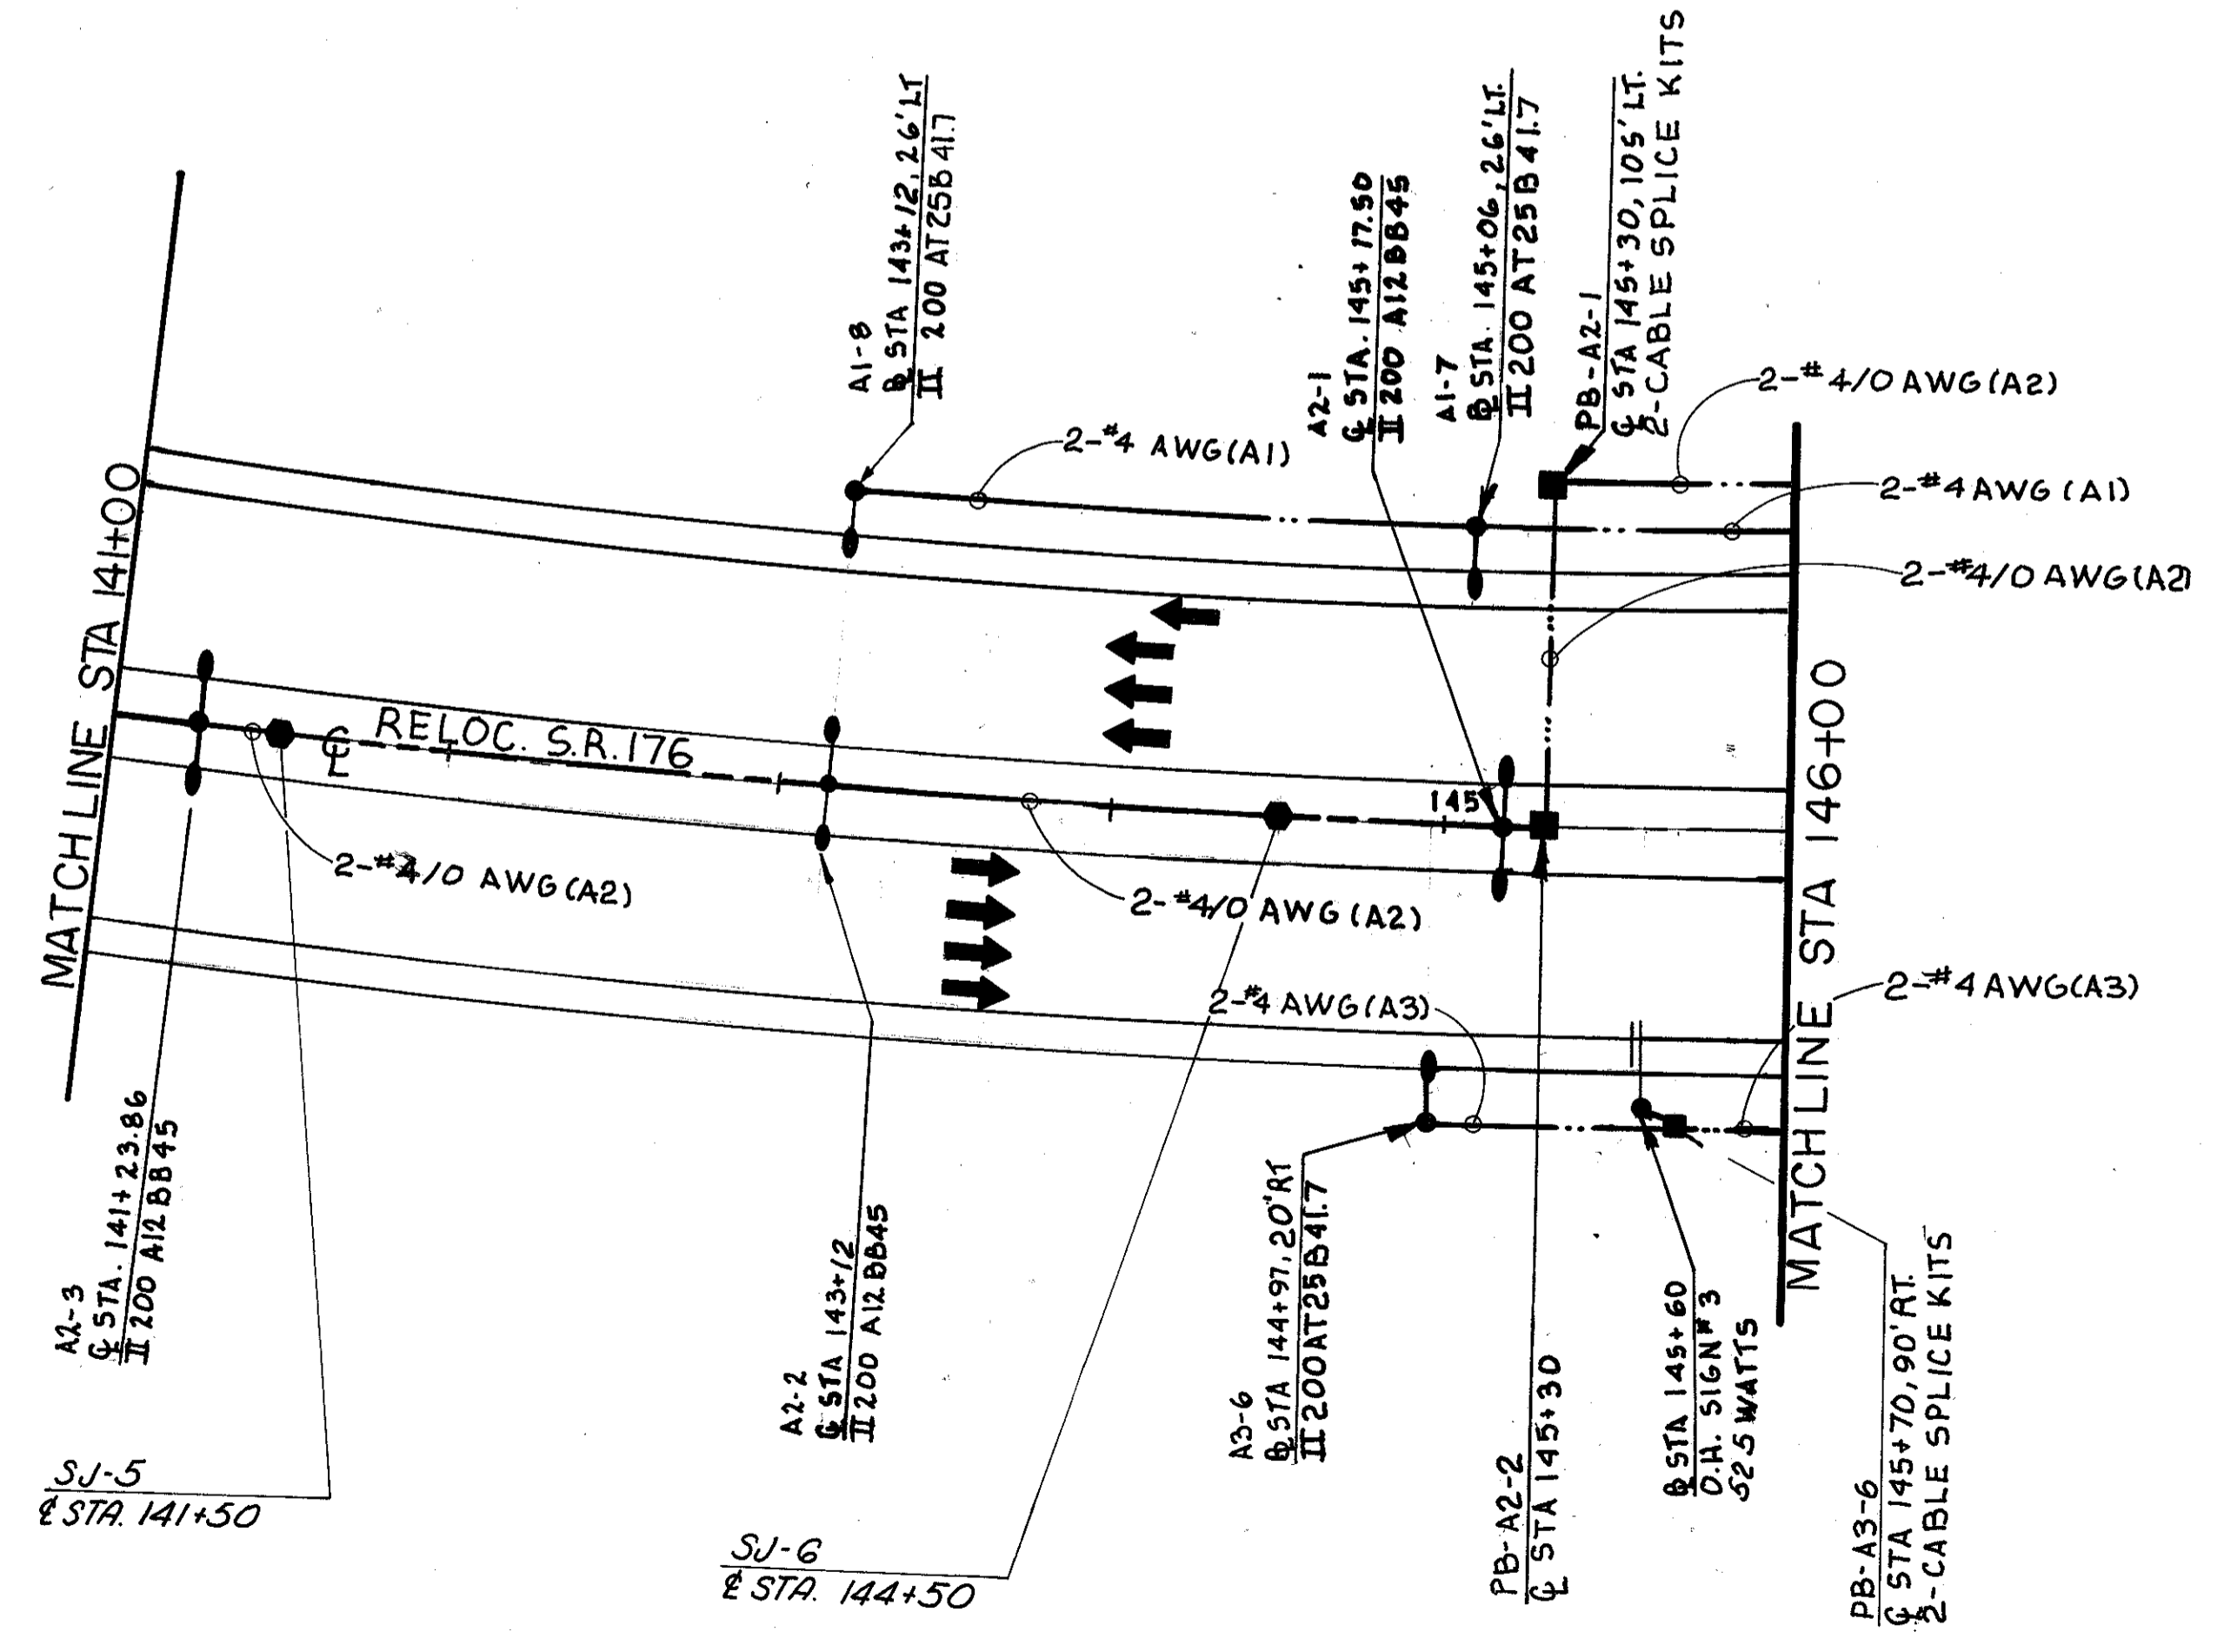 A1-8
℄ STA 143+12, 26' LT
II 200 AT25B41.7
A2-1
℄ STA. 145+17.50
II 200 A12BB45
A1-7
℄ STA. 145+06, 26' LT.
II 200 AT25B41.7
PB-A2-1
℄ STA 145+30, 105' LT.
2-CABLE SPLICE KITS
2-#4/0 AWG (A2)
2-#4 AWG (A1)
2-#4 AWG (A1)
2-#4/0 AWG (A2)
MATCH LINE STA 141+00
℄ RELOC. S.R. 176
145
MATCH LINE STA 146+00
2-#4/0 AWG (A2)
2-#4/0 AWG (A2)
2-#4 AWG (A3)
2-#4 AWG (A3)
A2-3
℄ STA. 141+23.86
II 200 A12BB45
SJ-5
℄ STA. 141+50
A2-2
℄ STA 143+12
II 200 A12BB45
SJ-6
℄ STA. 144+50
A3-6
℄ STA 144+97, 20' RT
II 200 AT25B41.7
PB-A2-2
℄ STA 145+30
℄ STA 145+60
O.H. SIGN #3
525 WATTS
PB-A3-6
℄ STA 145+70, 90' RT.
2-CABLE SPLICE KITS